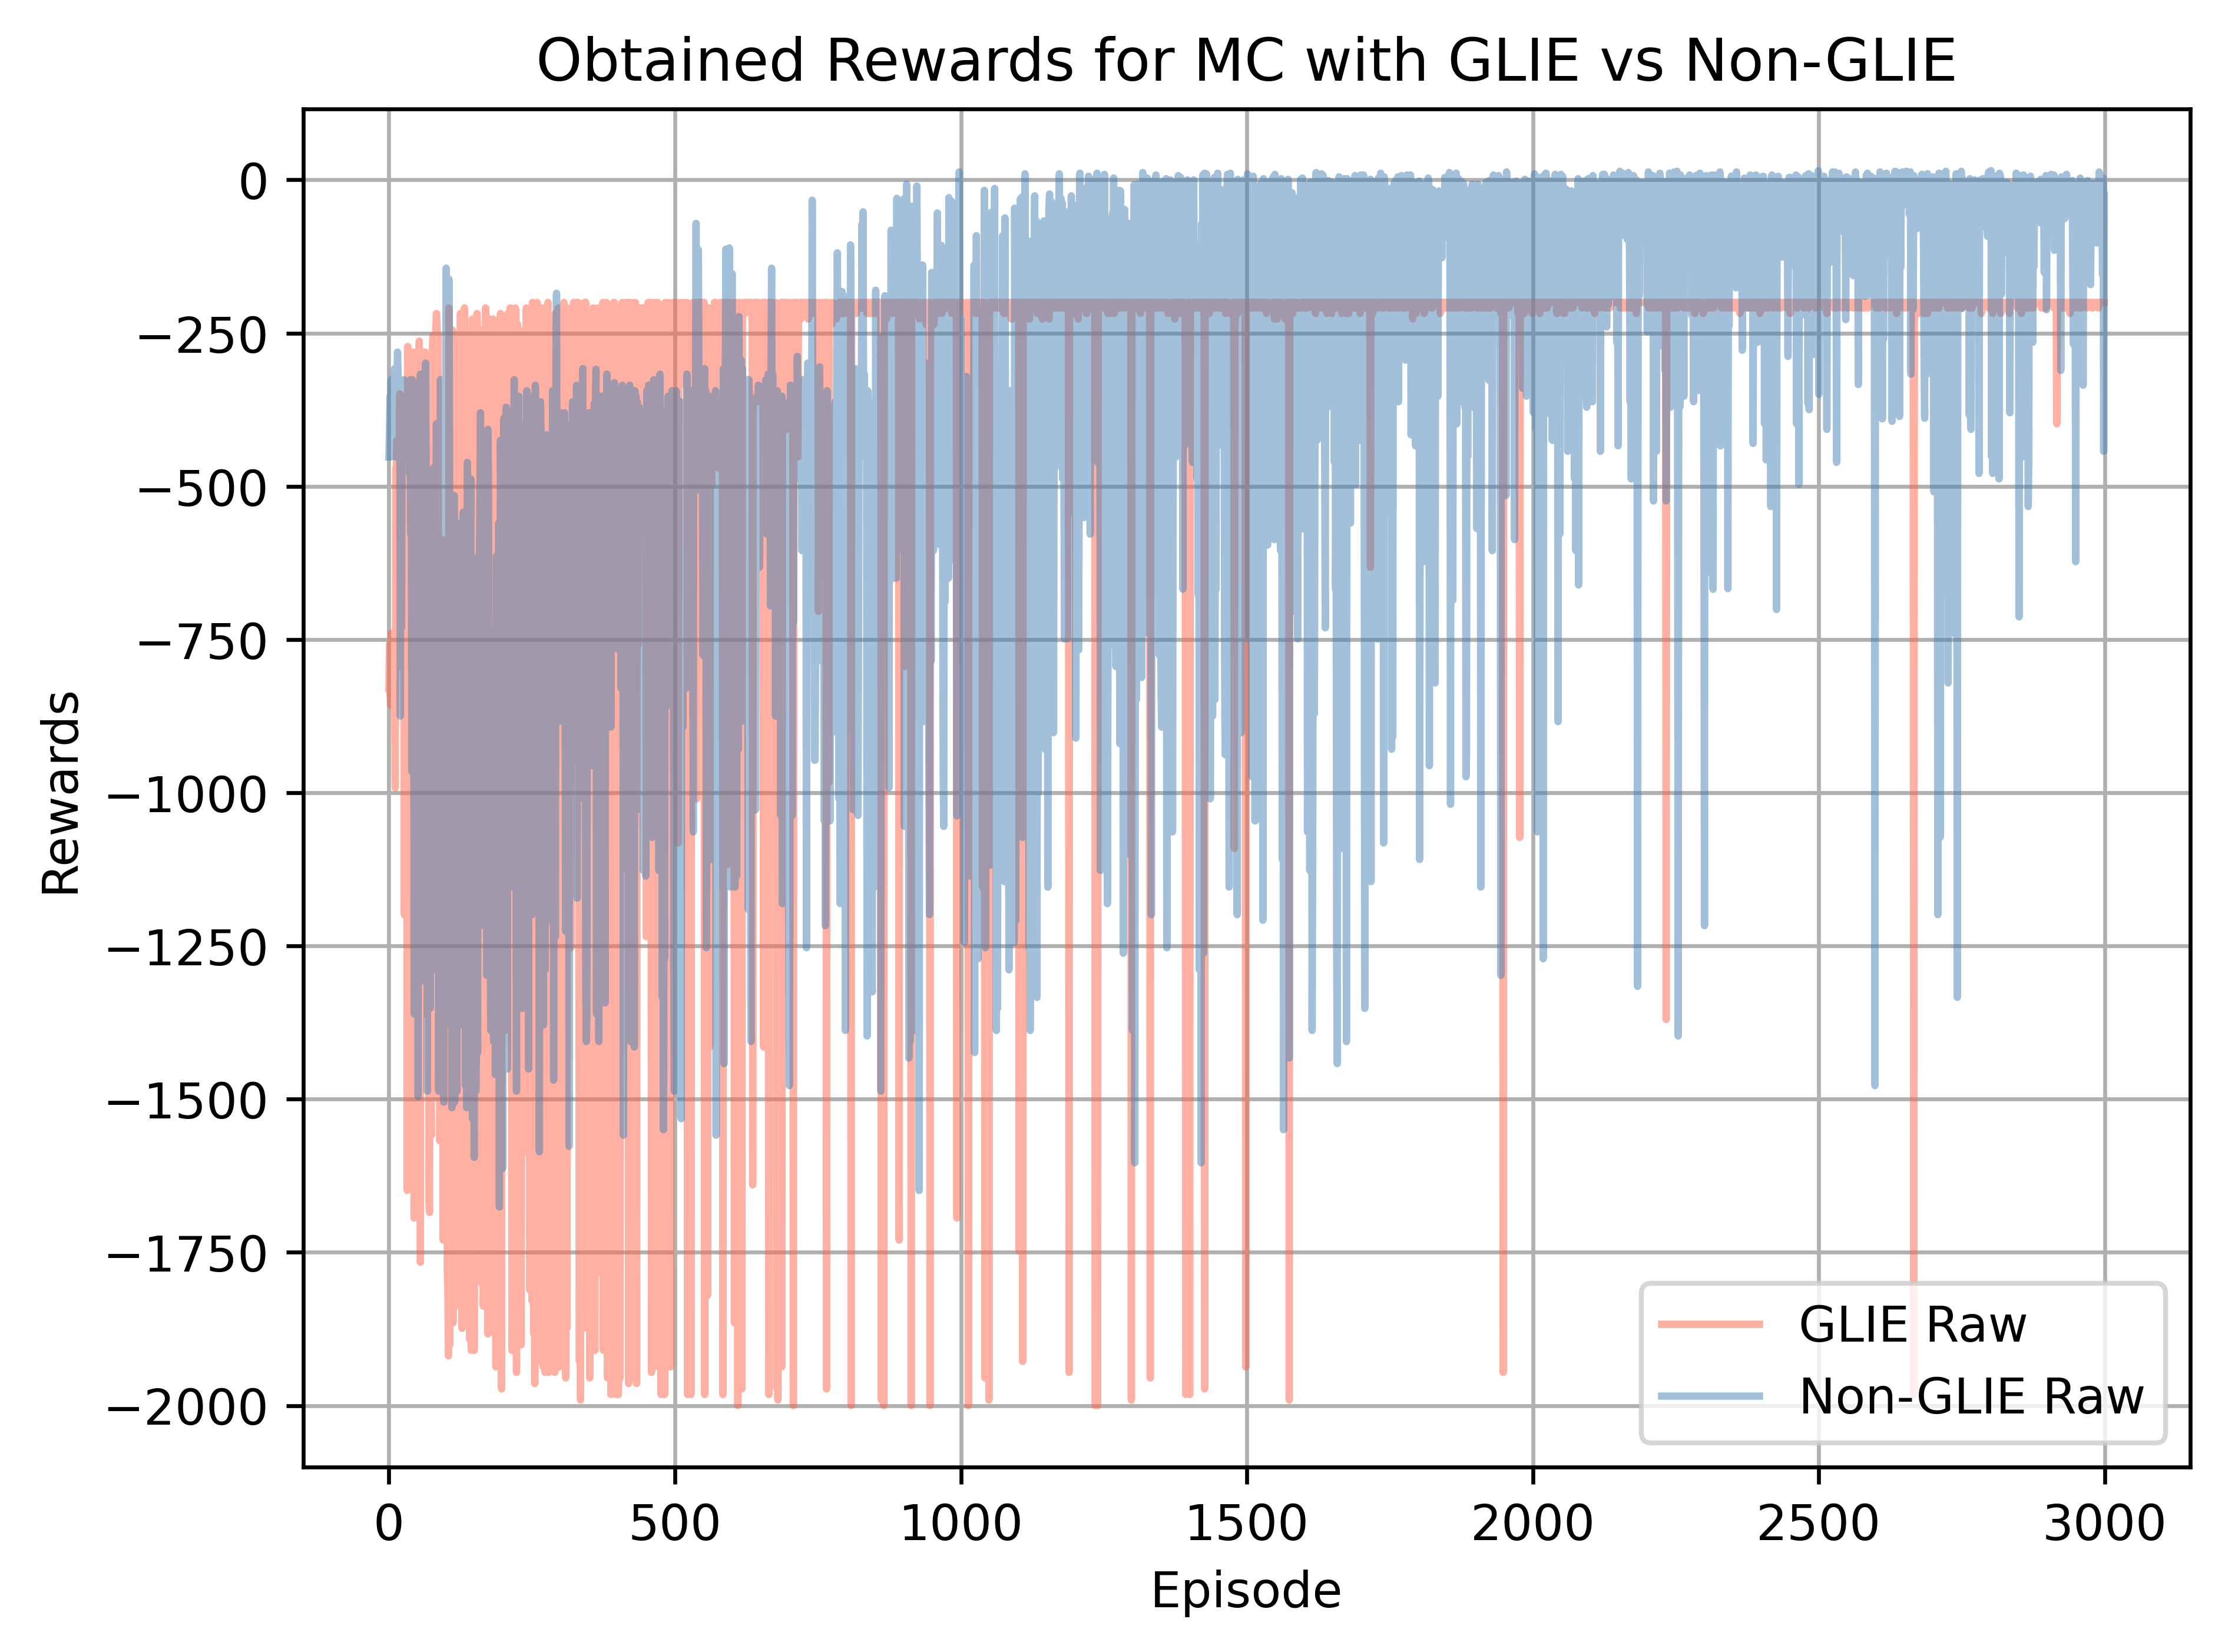 Obtained Rewards for MC with GLIE vs Non-GLIE
0
−250
−500
−750
−1000
−1250
−1500
−1750
−2000
Rewards
GLIE Raw
Non-GLIE Raw
0 500 1000 1500 2000 2500 3000
Episode